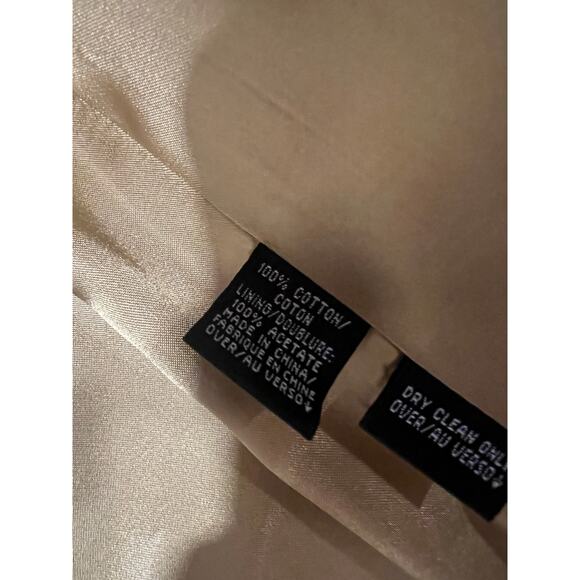 100% COTTON/
COTON
LINING/DOUBLURE:
100% ACETATE
MADE IN CHINA/
FABRIQUE EN CHINE
OVER/AU VERSO↓
DRY CLEAN ONL
OVER/AU VERSO↓